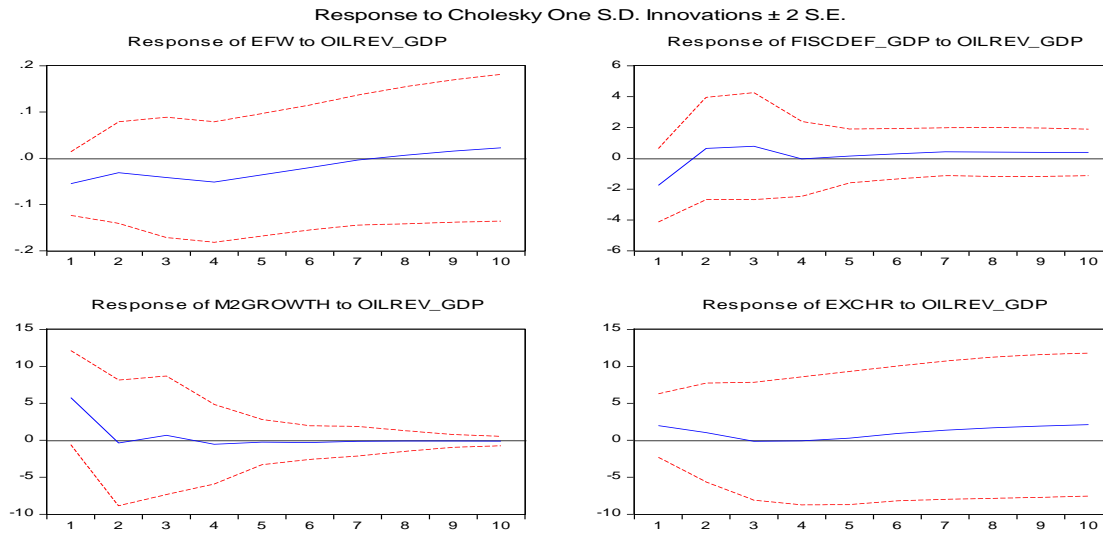 Response to Cholesky One S.D. Innovations ± 2 S.E.
Response of EFW to OILREV_GDP
.2
.1
.0
-.1
-.2
1 2 3 4 5 6 7 8 9 10
Response of FISCDEF_GDP to OILREV_GDP
6
4
2
0
-2
-4
-6
1 2 3 4 5 6 7 8 9 10
Response of M2GROWTH to OILREV_GDP
15
10
5
0
-5
-10
1 2 3 4 5 6 7 8 9 10
Response of EXCHR to OILREV_GDP
15
10
5
0
-5
-10
1 2 3 4 5 6 7 8 9 10